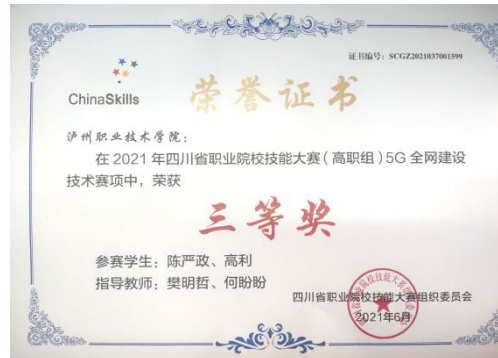 证书编号：SCGZ2021037001599
ChinaSkills
荣誉证书
泸州职业技术学院：
在 2021 年四川省职业院校技能大赛（高职组）5G 全网建设
技术赛项中，荣获
三等奖
参赛学生：陈严政、高利
指导教师：樊明哲、何盼盼
四川省职业院校技能大赛组织委员会
2021年6月